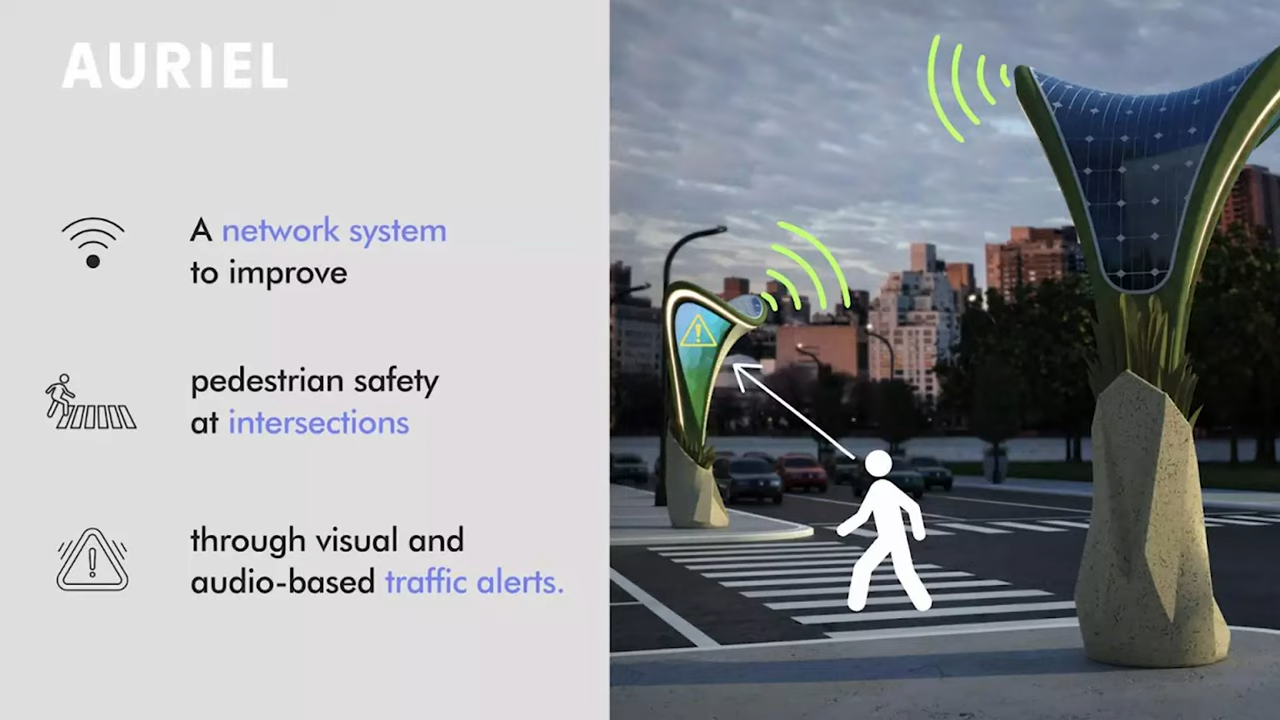 AURIEL
A network system
to improve
pedestrian safety
at intersections
through visual and
audio-based traffic alerts.